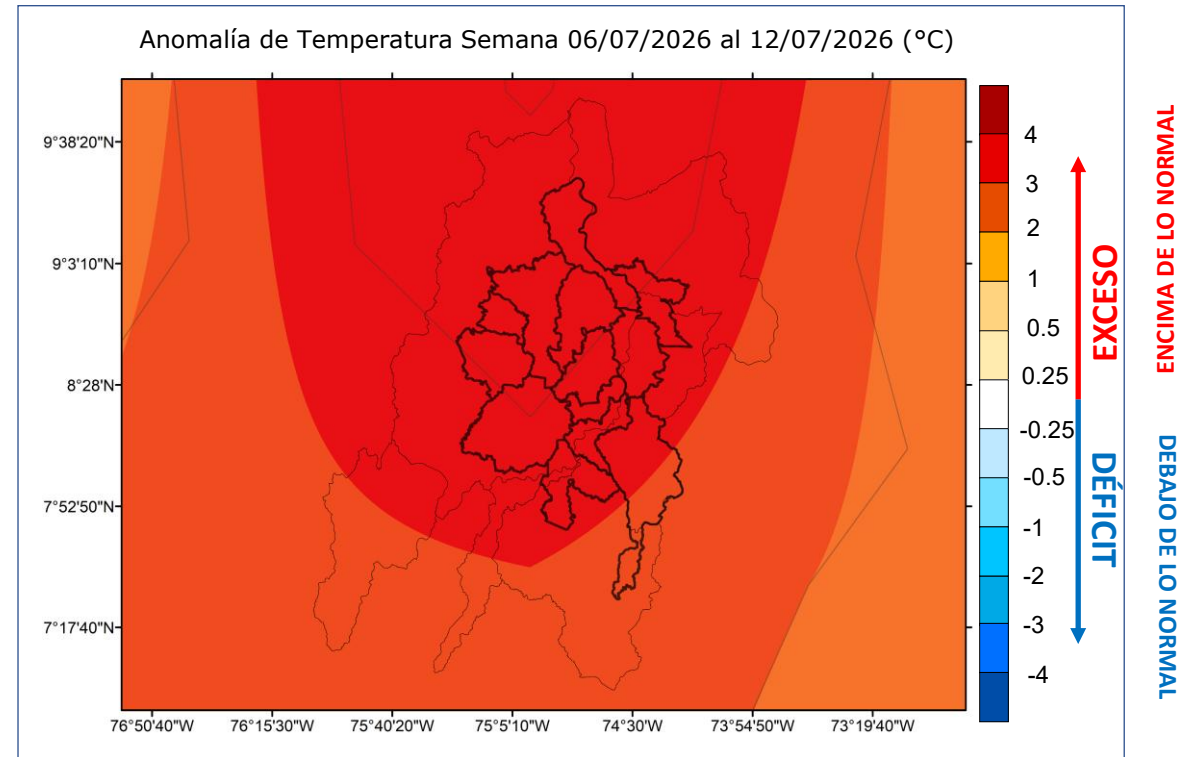 Anomalía de Temperatura Semana 06/07/2026 al 12/07/2026 (°C)
9°38'20"N
9°3'10"N
8°28'N
7°52'50"N
7°17'40"N
76°50'40"W
76°15'30"W
75°40'20"W
75°5'10"W
74°30'W
73°54'50"W
73°19'40"W
4
3
2
1
0.5
0.25
-0.25
-0.5
-1
-2
-3
-4
EXCESO
DÉFICIT
ENCIMA DE LO NORMAL
DEBAJO DE LO NORMAL